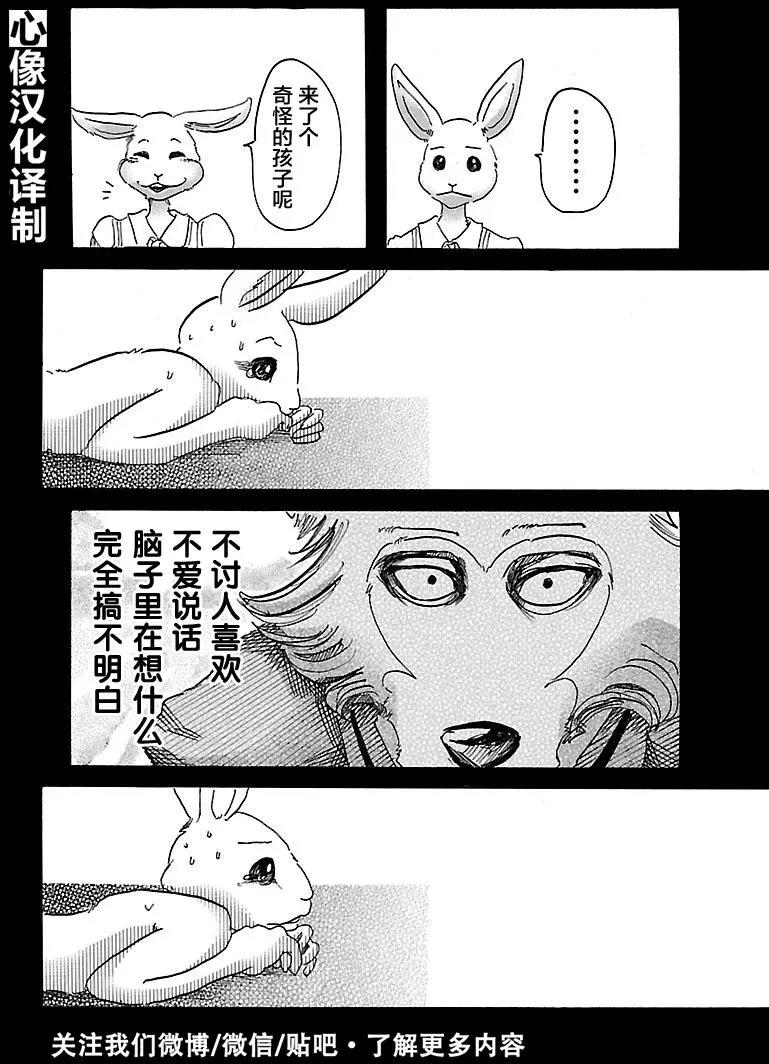 心像汉化译制
………
来了个
奇怪的孩子呢
不讨人喜欢
不爱说话
脑子里在想什么
完全搞不明白
关注我们微博/微信/贴吧·了解更多内容